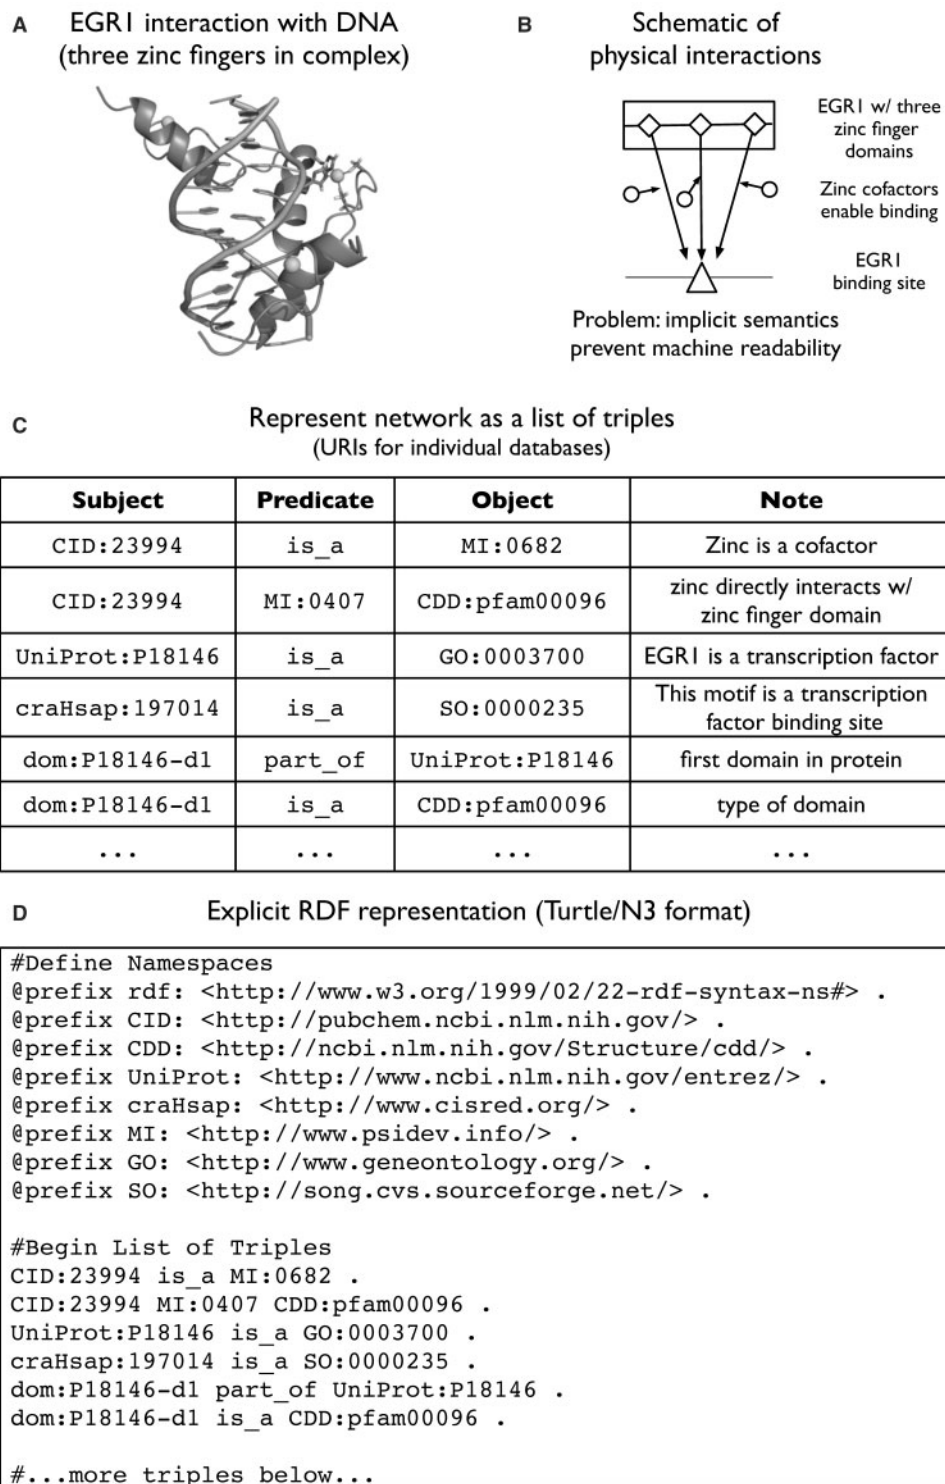 A
EGR1 interaction with DNA
(three zinc fingers in complex)
B
Schematic of
physical interactions
EGR1 w/ three
zinc finger
domains
Zinc cofactors
enable binding
EGR1
binding site
Problem: implicit semantics
prevent machine readability
C
Represent network as a list of triples
(URIs for individual databases)
Subject Predicate Object Note
CID:23994 is_a MI:0682 Zinc is a cofactor
CID:23994 MI:0407 CDD:pfam00096 zinc directly interacts w/
zinc finger domain
UniProt:P18146 is_a GO:0003700 EGR1 is a transcription factor
craHsap:197014 is_a SO:0000235 This motif is a transcription
factor binding site
dom:P18146-d1 part_of UniProt:P18146 first domain in protein
dom:P18146-d1 is_a CDD:pfam00096 type of domain
... ... ... ...
D
Explicit RDF representation (Turtle/N3 format)
#Define Namespaces
@prefix rdf: <http://www.w3.org/1999/02/22-rdf-syntax-ns#> .
@prefix CID: <http://pubchem.ncbi.nlm.nih.gov/> .
@prefix CDD: <http://ncbi.nlm.nih.gov/Structure/cdd/> .
@prefix UniProt: <http://www.ncbi.nlm.nih.gov/entrez/> .
@prefix craHsap: <http://www.cisred.org/> .
@prefix MI: <http://www.psidev.info/> .
@prefix GO: <http://www.geneontology.org/> .
@prefix SO: <http://song.cvs.sourceforge.net/> .
#Begin List of Triples
CID:23994 is_a MI:0682 .
CID:23994 MI:0407 CDD:pfam00096 .
UniProt:P18146 is_a GO:0003700 .
craHsap:197014 is_a SO:0000235 .
dom:P18146-d1 part_of UniProt:P18146 .
dom:P18146-d1 is_a CDD:pfam00096 .
#...more triples below...